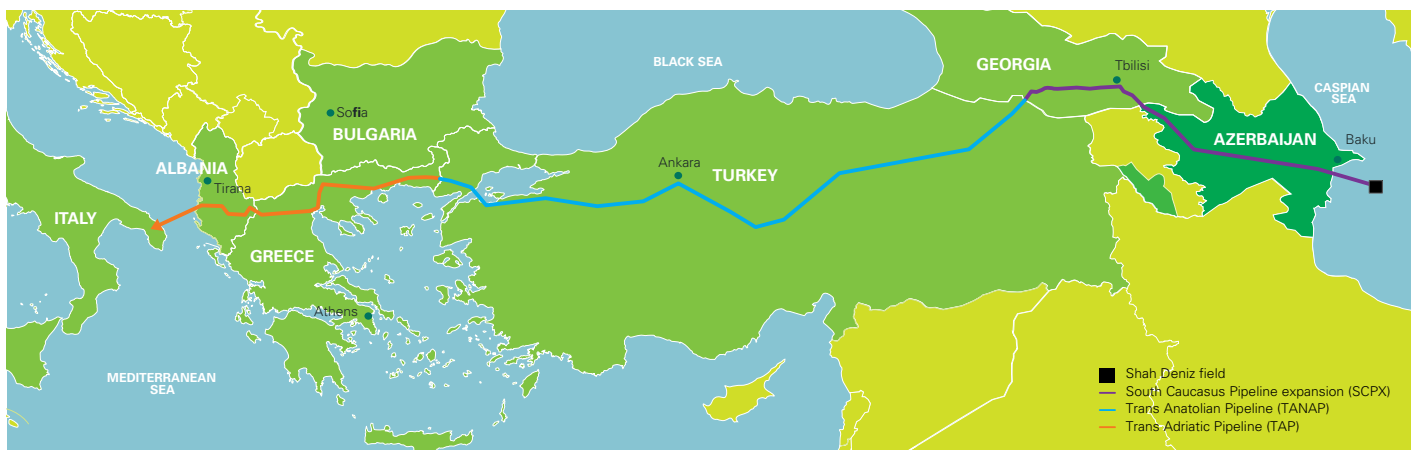 BLACK SEA
GEORGIA
Tbilisi
CASPIAN
SEA
Sofia
BULGARIA
AZERBAIJAN
Baku
ALBANIA
Tirana
Ankara
TURKEY
ITALY
GREECE
Athens
MEDITERRANEAN
SEA
Shah Deniz field
South Caucasus Pipeline expansion (SCPX)
Trans Anatolian Pipeline (TANAP)
Trans Adriatic Pipeline (TAP)